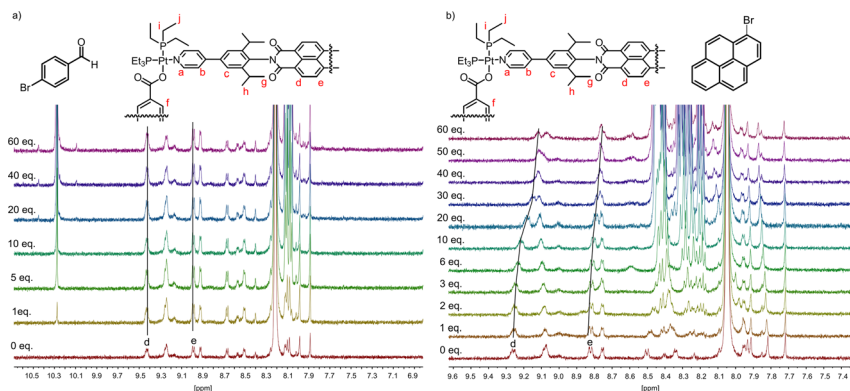 a)
Br
O
H
i
j
P
Et₃P
Pt
N
O
O
a
b
c
h
g
N
O
O
d
e
f
60 eq.
40 eq.
20 eq.
10 eq.
5 eq.
1eq.
0 eq.
d
e
10.5 10.3 10.1 9.9 9.7 9.5 9.3 9.1 8.9 8.7 8.5 8.3 8.1 7.9 7.7 7.5 7.3 7.1 6.9
[ppm]
b)
i
j
P
Et₃P
Pt
N
O
O
a
b
c
h
g
N
O
O
d
e
f
Br
60 eq.
50 eq.
40 eq.
30 eq.
20 eq.
10 eq.
6 eq.
3 eq.
2 eq.
1 eq.
0 eq.
d
e
9.6 9.5 9.4 9.3 9.2 9.1 9.0 8.9 8.8 8.7 8.6 8.5 8.4 8.3 8.2 8.1 8.0 7.9 7.8 7.7 7.6 7.5 7.4
[ppm]